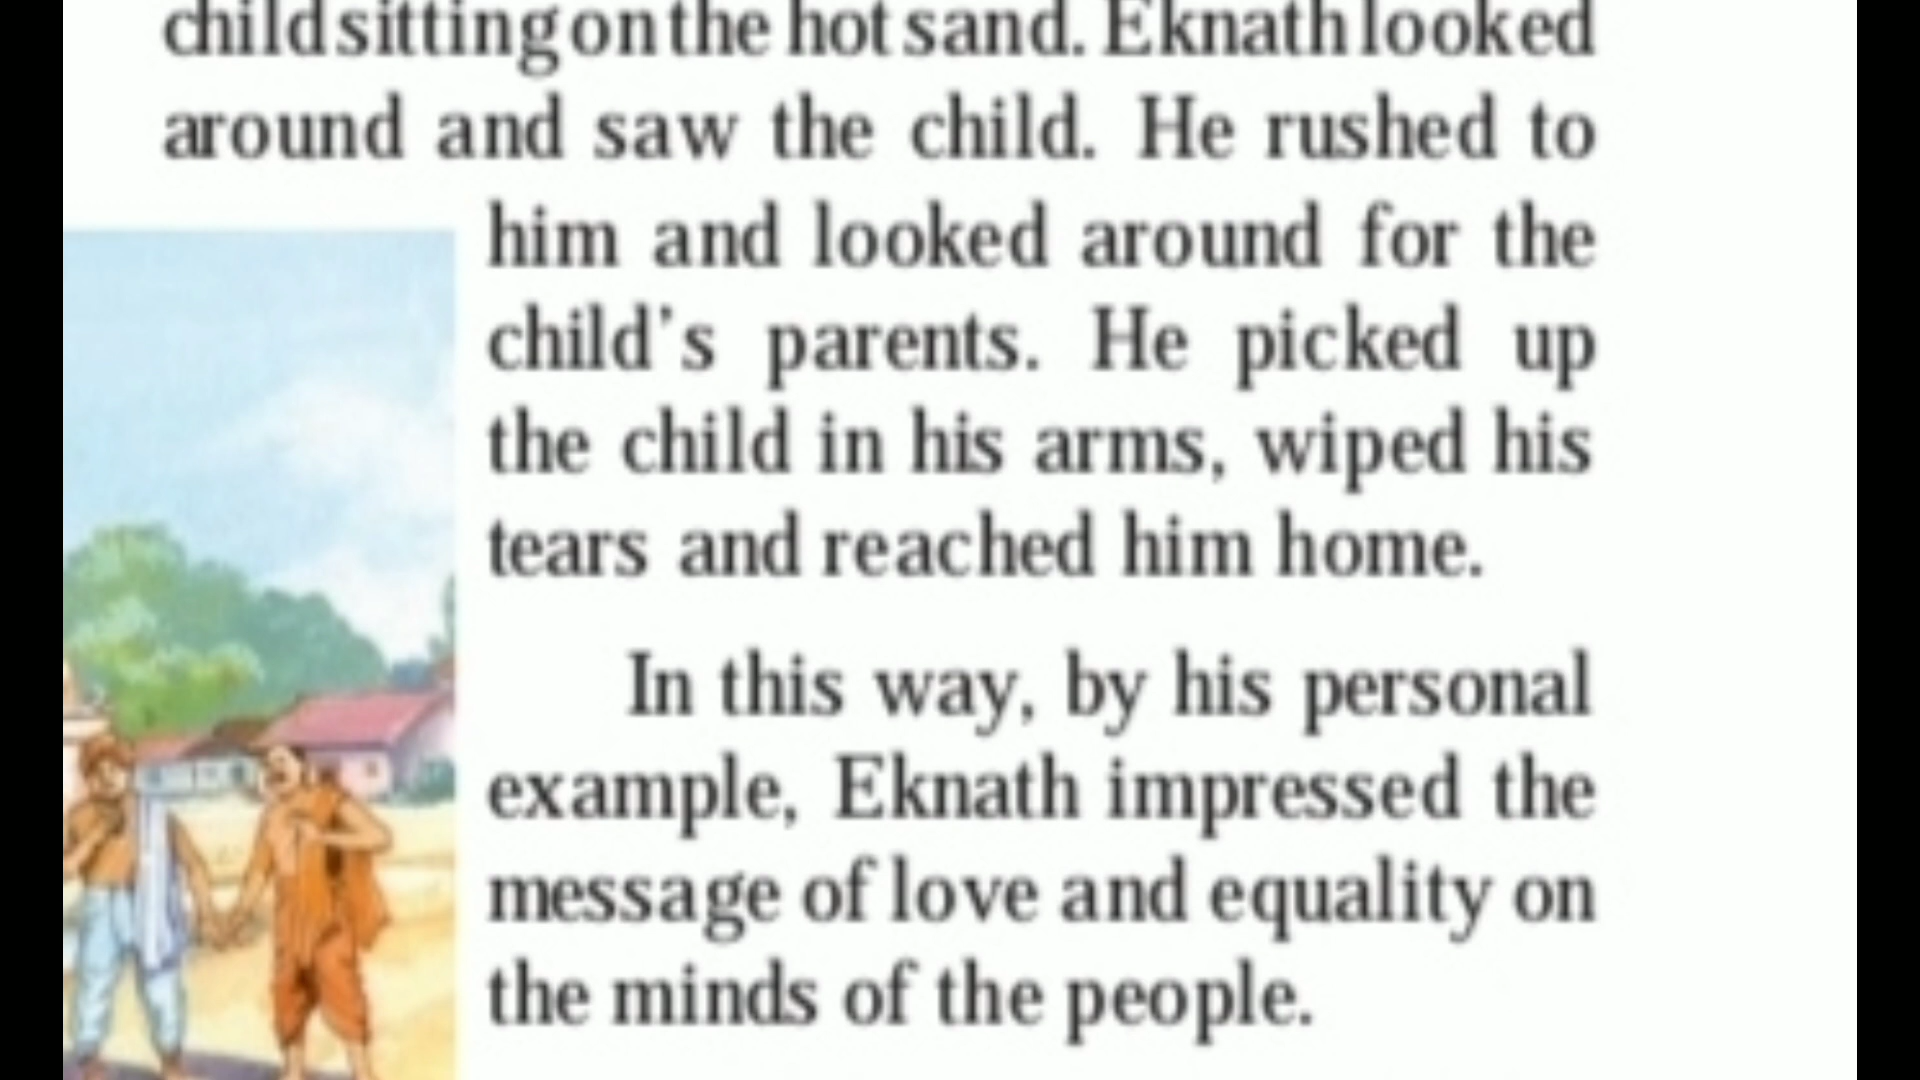 child sitting on the hot sand. Eknath looked
around and saw the child. He rushed to
him and looked around for the
child's parents. He picked up
the child in his arms, wiped his
tears and reached him home.
In this way, by his personal
example, Eknath impressed the
message of love and equality on
the minds of the people.